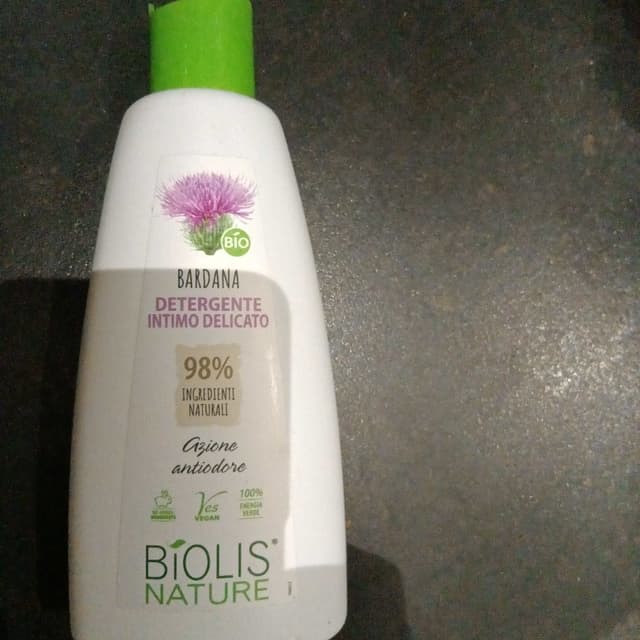 BIO
BARDANA
DETERGENTE
INTIMO DELICATO
98%
INGREDIENTI
NATURALI
Azione
antiodore
Yes
VEGAN
100%
ENERGIA
VERDE
BiOLiS®
NATURE